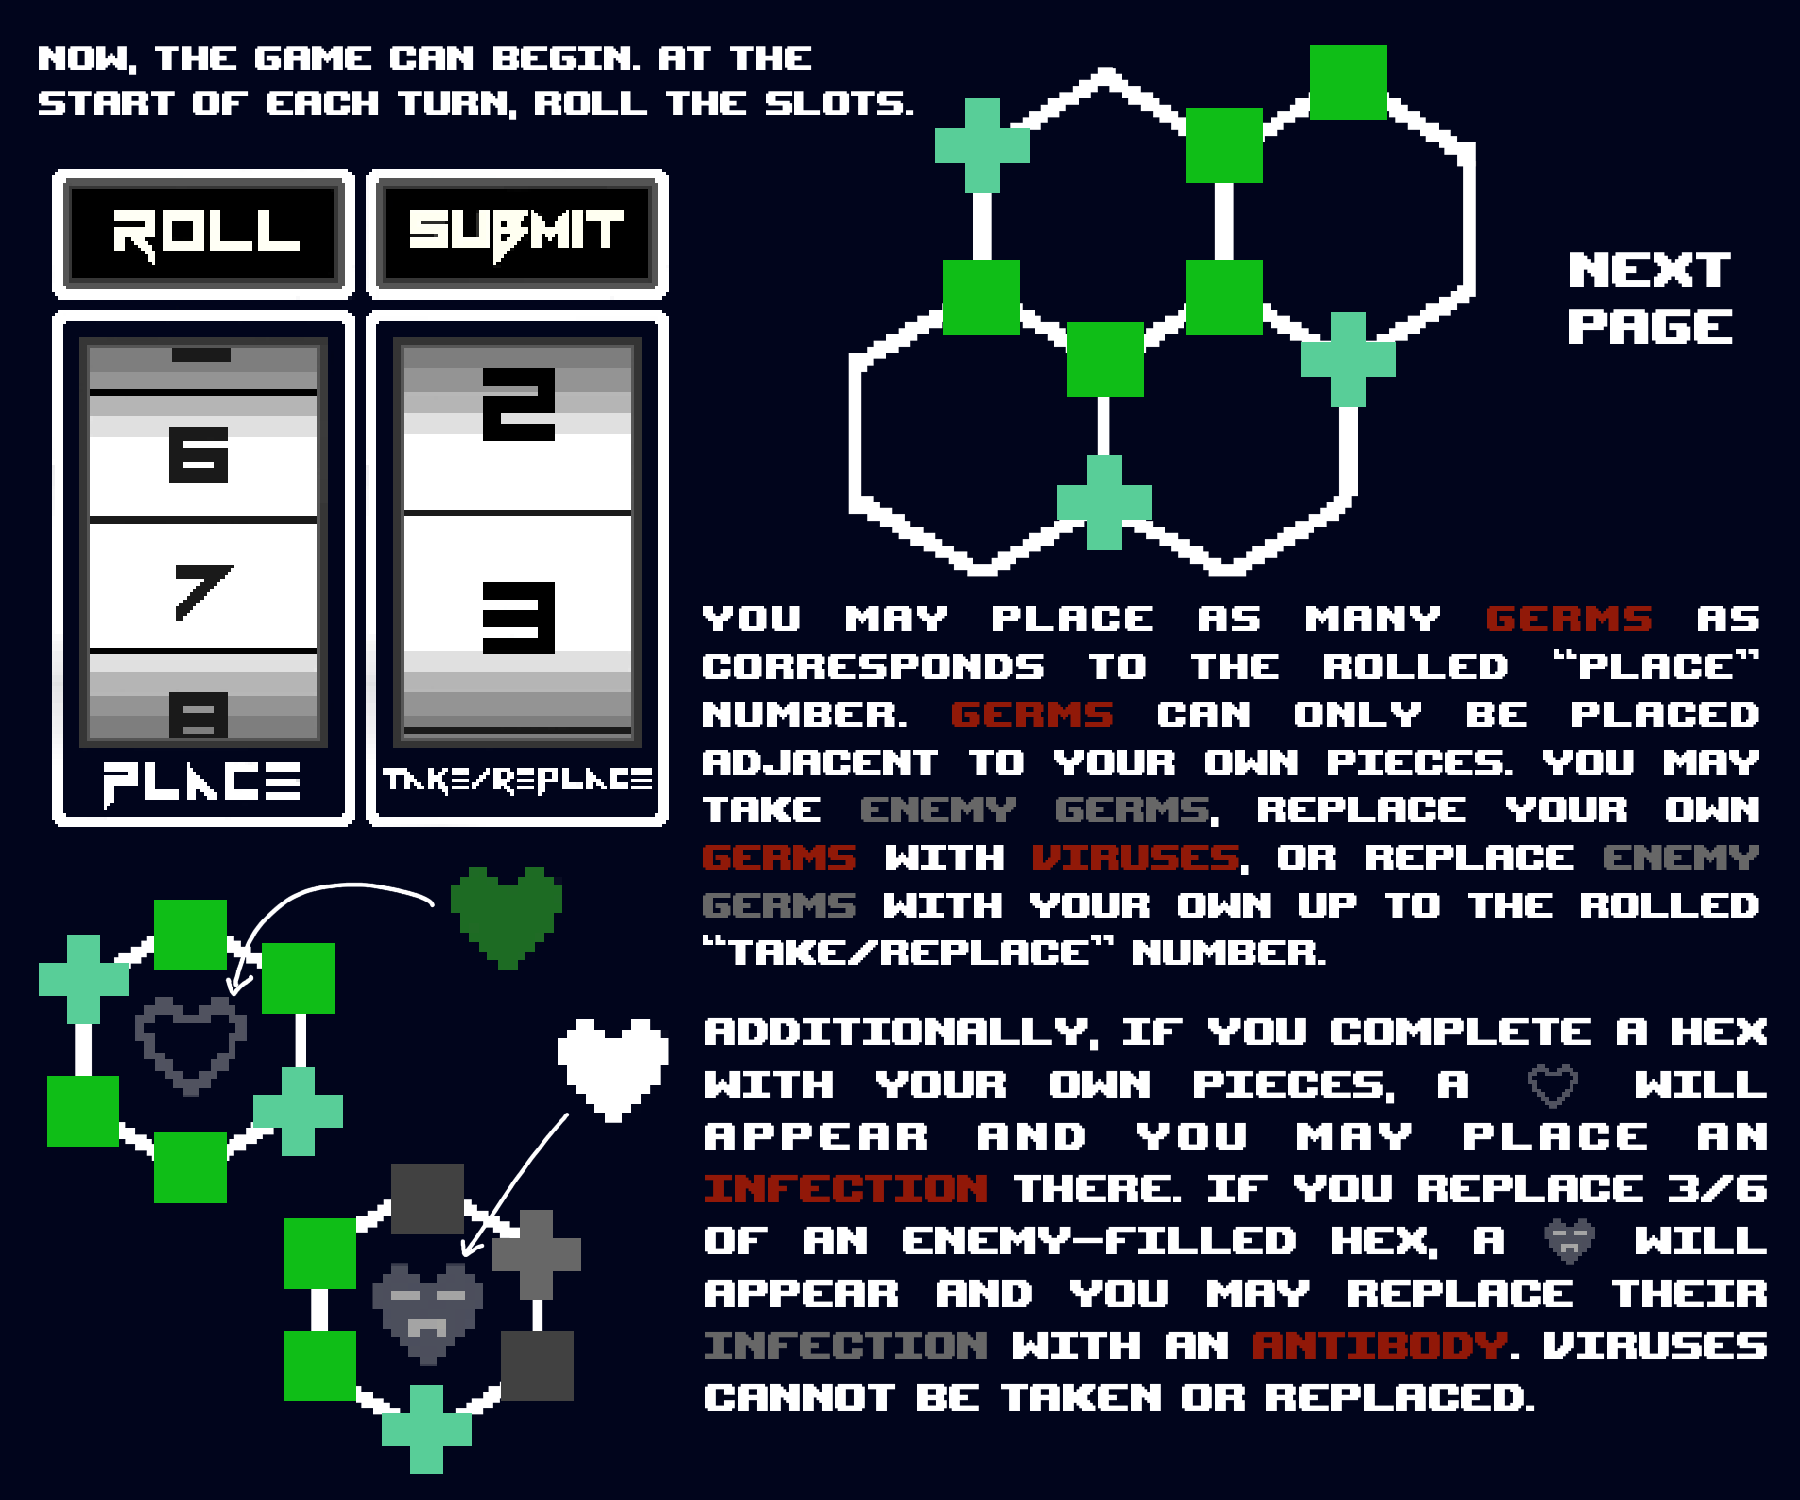 NOW, THE GAME CAN BEGIN. AT THE
START OF EACH TURN, ROLL THE SLOTS.
ROLL
SUBMIT
6
7
8
PLACE
2
3
TAKE/REPLACE
NEXT
PAGE
YOU MAY PLACE AS MANY GERMS AS
CORRESPONDS TO THE ROLLED “PLACE”
NUMBER. GERMS CAN ONLY BE PLACED
ADJACENT TO YOUR OWN PIECES. YOU MAY
TAKE ENEMY GERMS, REPLACE YOUR OWN
GERMS WITH VIRUSES, OR REPLACE ENEMY
GERMS WITH YOUR OWN UP TO THE ROLLED
“TAKE/REPLACE” NUMBER.
ADDITIONALLY, IF YOU COMPLETE A HEX
WITH YOUR OWN PIECES, A WILL
APPEAR AND YOU MAY PLACE AN
INFECTION THERE. IF YOU REPLACE 3/6
OF AN ENEMY-FILLED HEX, A WILL
APPEAR AND YOU MAY REPLACE THEIR
INFECTION WITH AN ANTIBODY. VIRUSES
CANNOT BE TAKEN OR REPLACED.